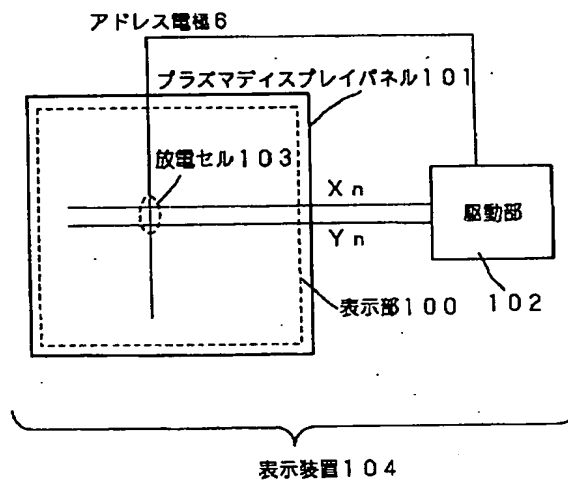 アドレス電極6
プラズマディスプレイパネル101
放電セル103
Xn
Yn
駆動部
102
表示部100
表示装置104